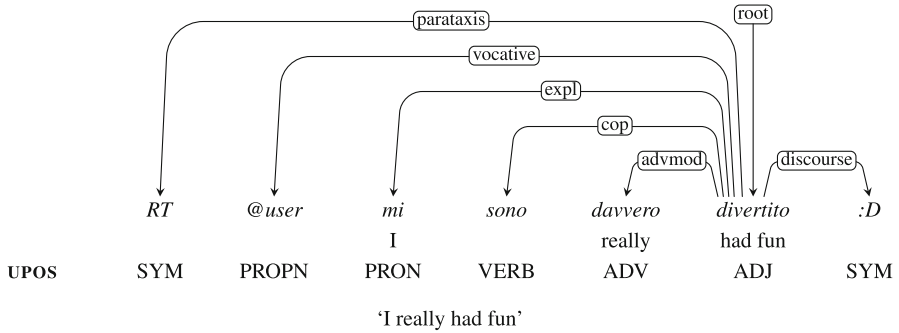 parataxis
root
vocative
expl
cop
advmod
discourse
RT @user mi sono davvero divertito :D
I really had fun
UPOS SYM PROPN PRON VERB ADV ADJ SYM
‘I really had fun’